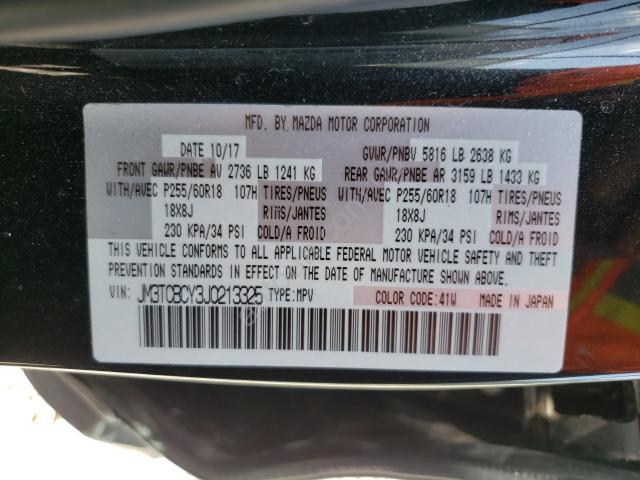 MFD. BY MAZDA MOTOR CORPORATION
DATE 10/17 GVWR/PNBV 5816 LB 2638 KG
FRONT GAWR/PNBE AV 2736 LB 1241 KG REAR GAWR/PNBE AR 3159 LB 1433 KG
WITH/AVEC P255/60R18 107H TIRES/PNEUS WITH/AVEC P255/60R18 107H TIRES/PNEUS
18X8J RIMS/JANTES 18X8J RIMS/JANTES
230 KPA/34 PSI COLD/A FROID 230 KPA/34 PSI COLD/A FROID
THIS VEHICLE CONFORMS TO ALL APPLICABLE FEDERAL MOTOR VEHICLE SAFETY AND THEFT
PREVENTION STANDARDS IN EFFECT ON THE DATE OF MANUFACTURE SHOWN ABOVE.
VIN: JM3TCBCY3J0213325 TYPE:MPV COLOR CODE:41W MADE IN JAPAN